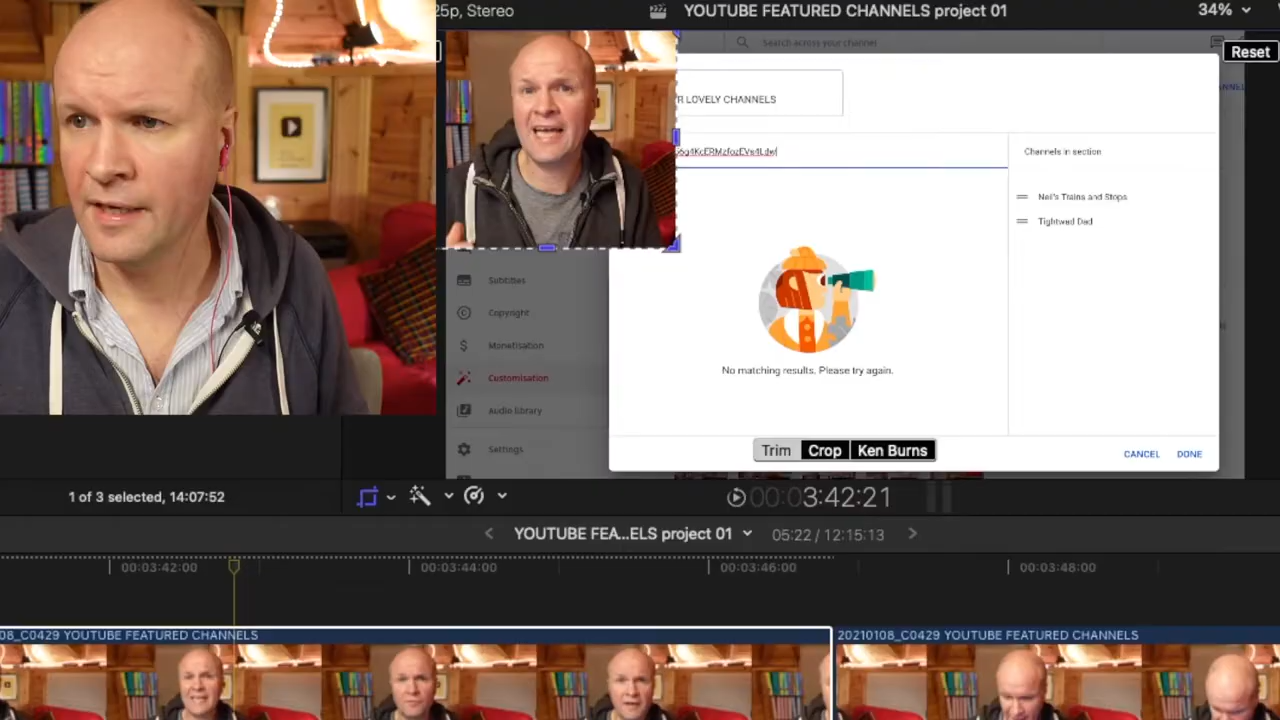 25p, Stereo
YOUTUBE FEATURED CHANNELS project 01
34%
Search across your channel
Reset
R LOVELY CHANNELS
Channels in section
Neil's Trains and Stops
Tightwad Dad
Subtitles
Copyright
Monetisation
Customisation
Audio library
Settings
No matching results. Please try again.
Trim Crop Ken Burns
CANCEL DONE
1 of 3 selected, 14:07:52
00:03:42:21
YOUTUBE FEA...ELS project 01
05:22 / 12:15:13
00:03:42:00
00:03:44:00
00:03:46:00
00:03:48:00
08_C0429 YOUTUBE FEATURED CHANNELS
20210108_C0429 YOUTUBE FEATURED CHANNELS